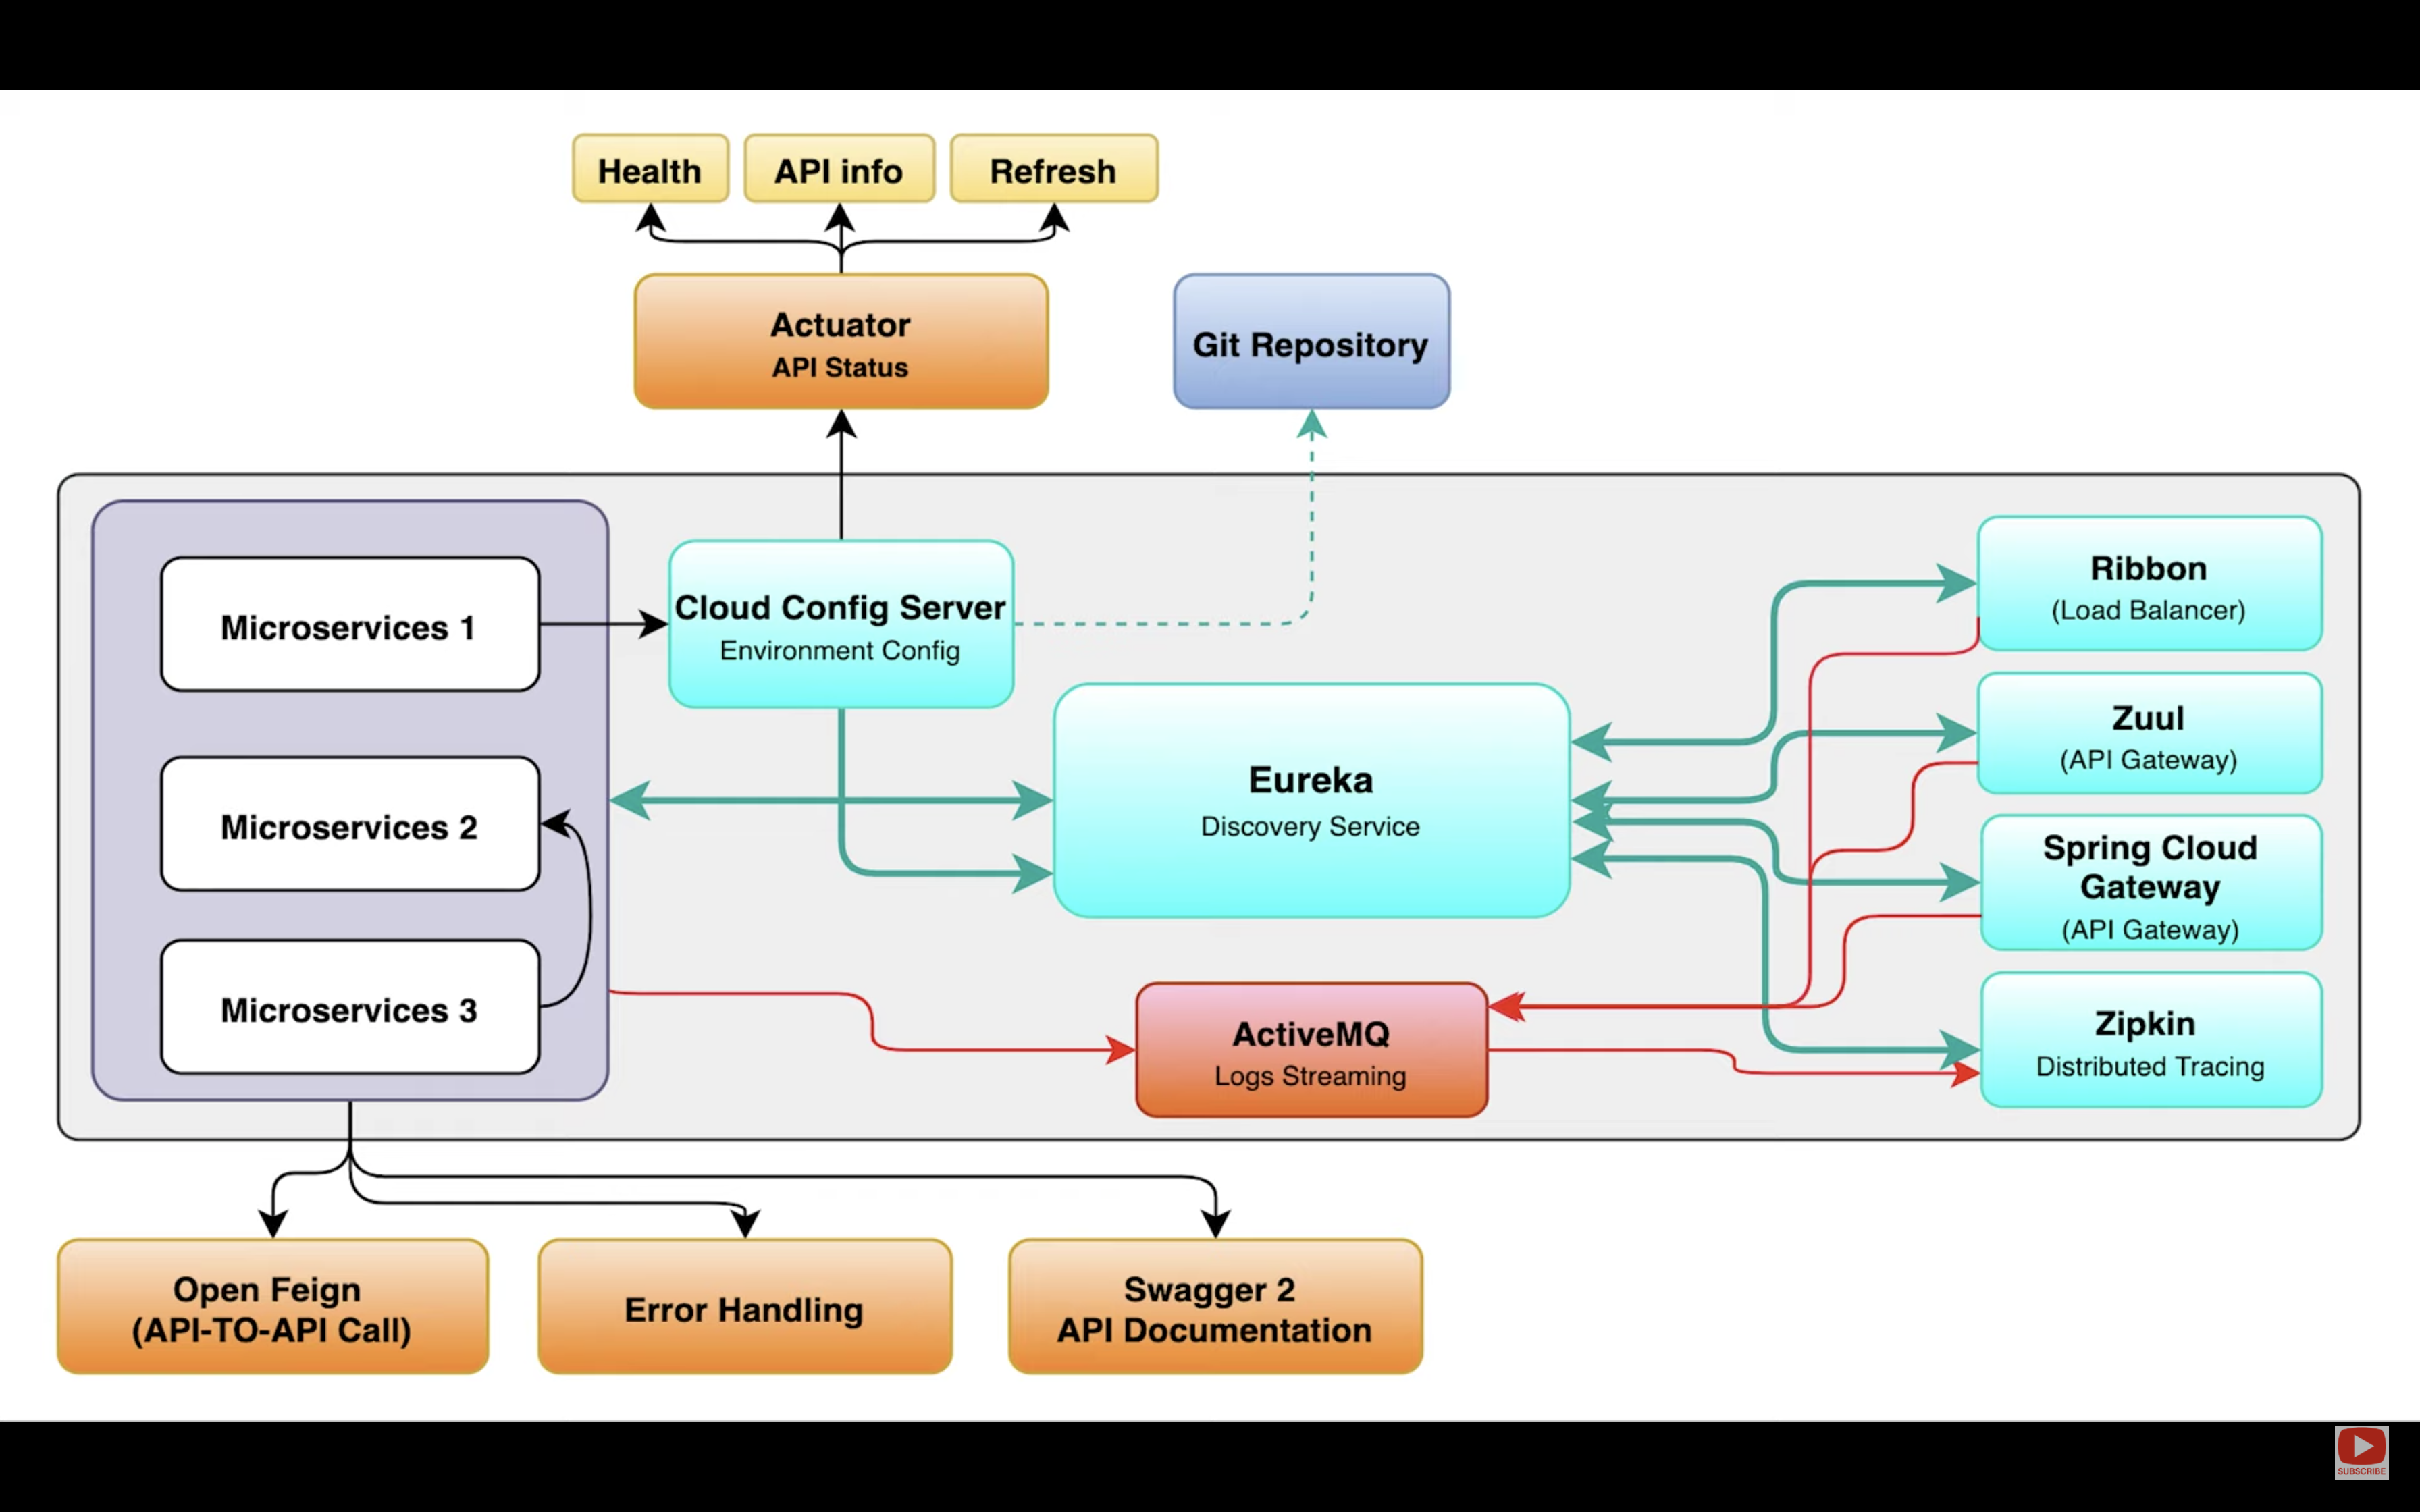 Health
API info
Refresh
Actuator
API Status
Git Repository
Microservices 1
Cloud Config Server
Environment Config
Ribbon
(Load Balancer)
Zuul
(API Gateway)
Eureka
Discovery Service
Microservices 2
Spring Cloud
Gateway
(API Gateway)
Microservices 3
ActiveMQ
Logs Streaming
Zipkin
Distributed Tracing
Open Feign
(API-TO-API Call)
Error Handling
Swagger 2
API Documentation
SUBSCRIBE